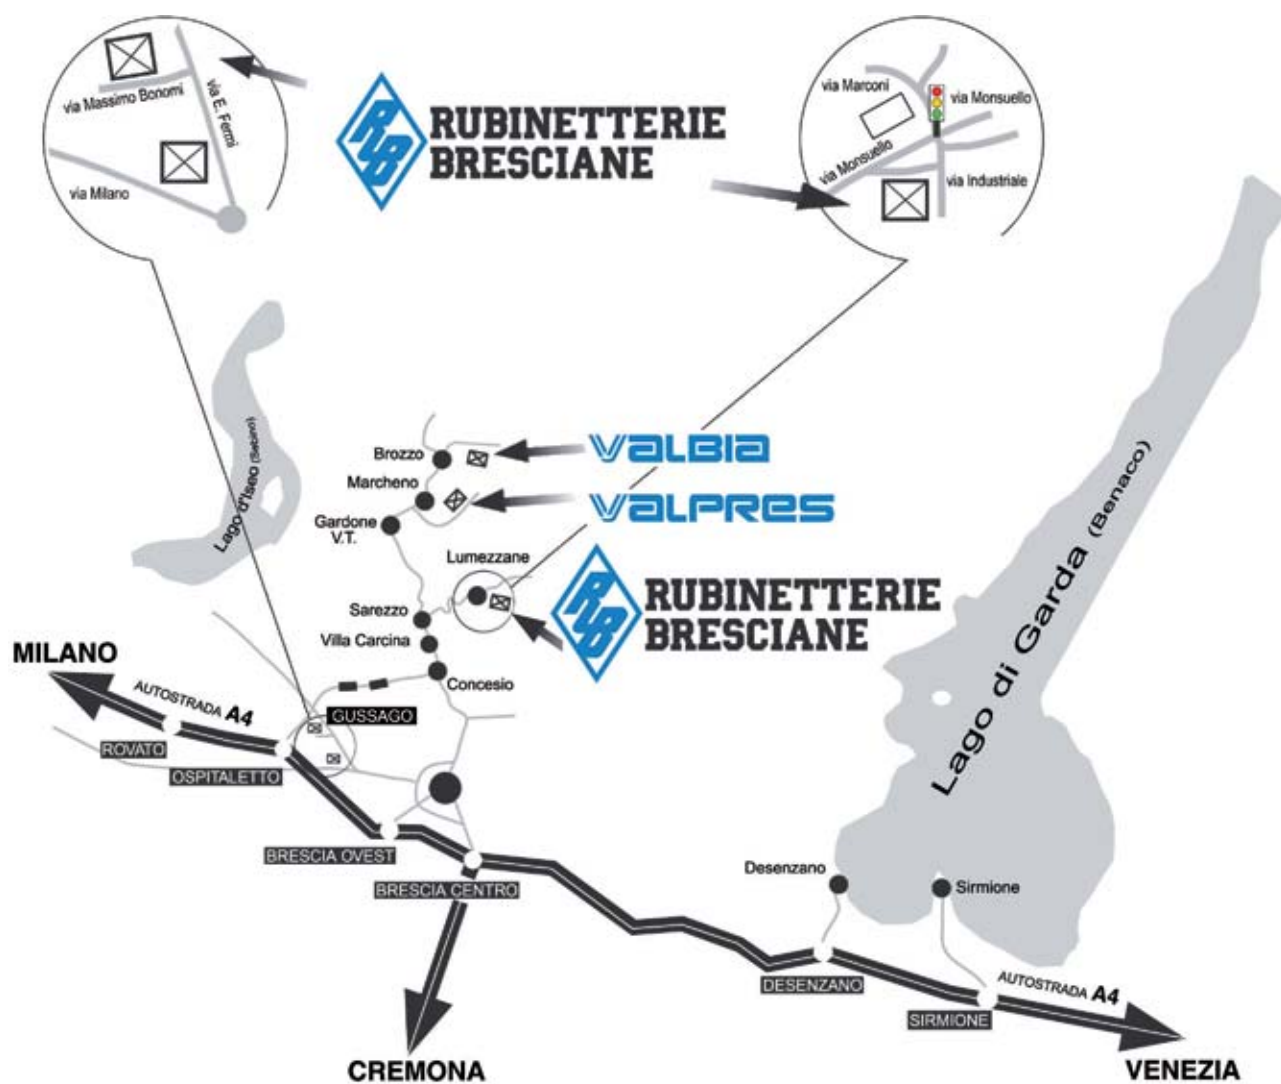 via Massimo Bonomi
via E. Fermi
via Milano
RB
RUBINETTERIE
BRESCIANE
via Marconi
via Monsuello
via Monsuello
via Industriale
Lago d'Iseo (Sebino)
Brozzo
VALBIA
Marcheno
VALPRES
Gardone
V.T.
Lumezzane
RB
RUBINETTERIE
BRESCIANE
Sarezzo
Villa Carcina
Concesio
Lago di Garda (Benaco)
MILANO
AUTOSTRADA A4
GUSSAGO
ROVATO
OSPITALETTO
BRESCIA OVEST
BRESCIA CENTRO
Desenzano
Sirmione
DESENZANO
AUTOSTRADA A4
SIRMIONE
CREMONA
VENEZIA